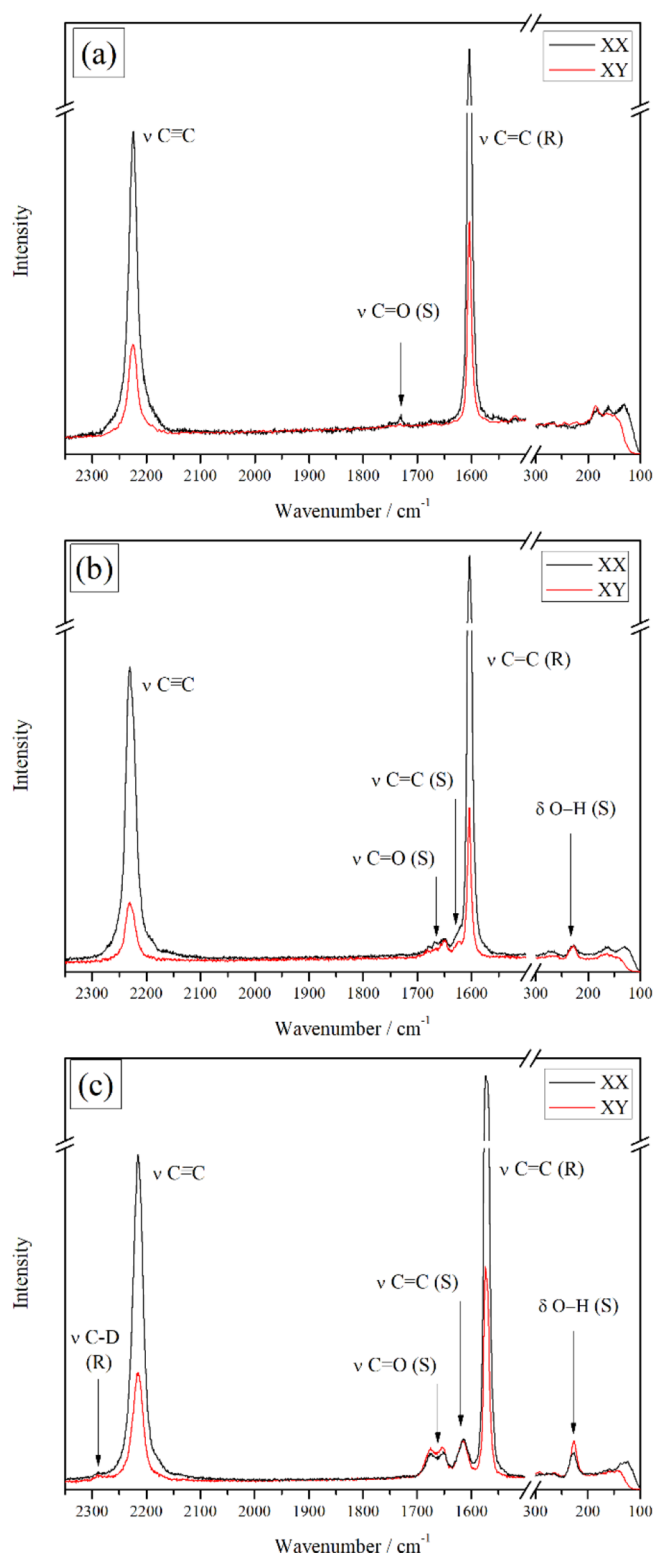 (a)
XX
XY
ν C≡C
ν C=C (R)
ν C=O (S)
Intensity
2300 2200 2100 2000 1900 1800 1700 1600 300 200 100
Wavenumber / cm⁻¹
(b)
XX
XY
ν C≡C
ν C=C (R)
ν C=C (S)
ν C=O (S)
δ O–H (S)
Intensity
2300 2200 2100 2000 1900 1800 1700 1600 300 200 100
Wavenumber / cm⁻¹
(c)
XX
XY
ν C≡C
ν C=C (R)
ν C=C (S)
ν C-D
(R)
ν C=O (S)
δ O–H (S)
Intensity
2300 2200 2100 2000 1900 1800 1700 1600 300 200 100
Wavenumber / cm⁻¹